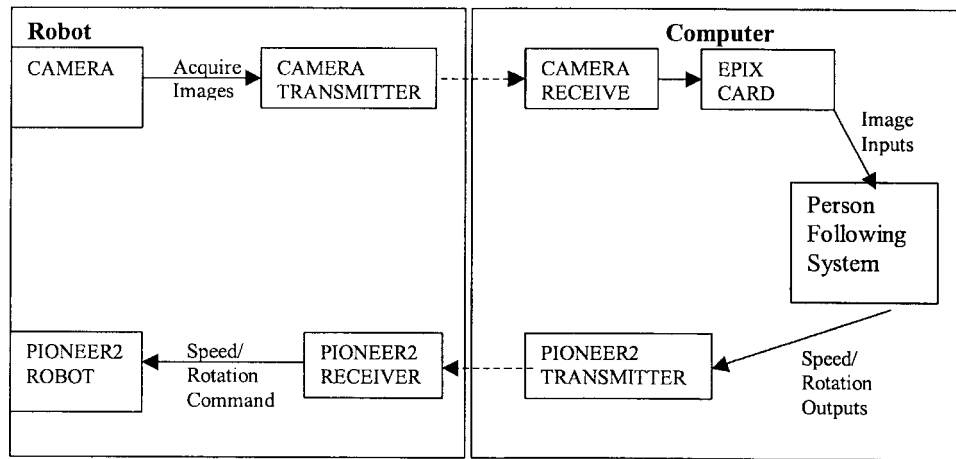 Robot
CAMERA
Acquire
Images
CAMERA
TRANSMITTER
Computer
CAMERA
RECEIVE
EPIX
CARD
Image
Inputs
Person
Following
System
PIONEER2
ROBOT
Speed/
Rotation
Command
PIONEER2
RECEIVER
PIONEER2
TRANSMITTER
Speed/
Rotation
Outputs